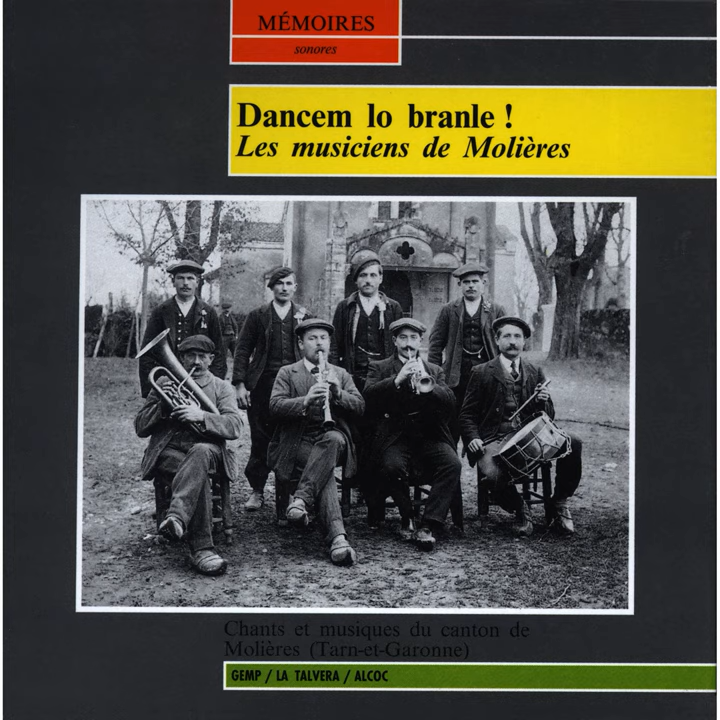 MÉMOIRES
sonores
Dancem lo branle !
Les musiciens de Molières
Chants et musiques du canton de
Molières (Tarn-et-Garonne)
GEMP / LA TALVERA / ALCOC